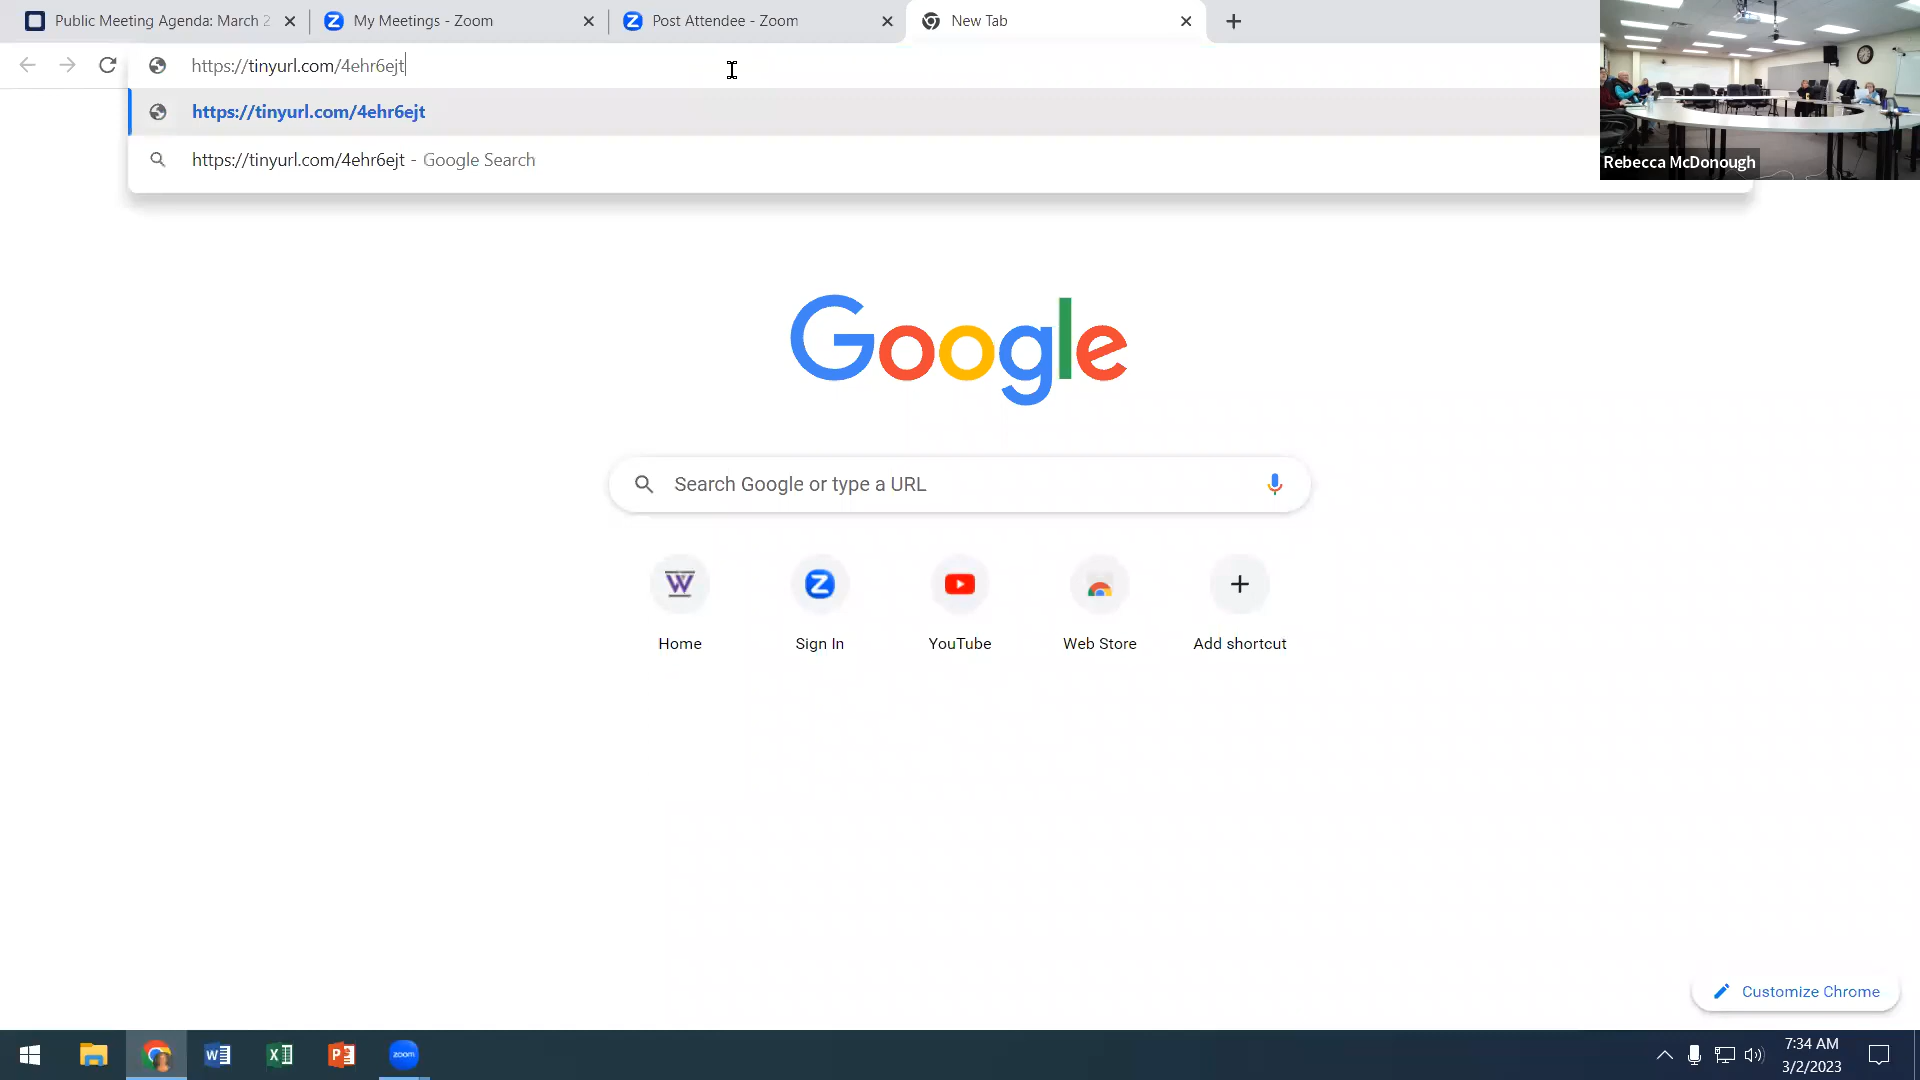 Public Meeting Agenda: March 2
My Meetings - Zoom
Post Attendee - Zoom
New Tab
https://tinyurl.com/4ehr6ejt
https://tinyurl.com/4ehr6ejt
https://tinyurl.com/4ehr6ejt - Google Search
Rebecca McDonough
Google
Search Google or type a URL
Home
Sign In
YouTube
Web Store
Add shortcut
Customize Chrome
zoom
7:34 AM
3/2/2023